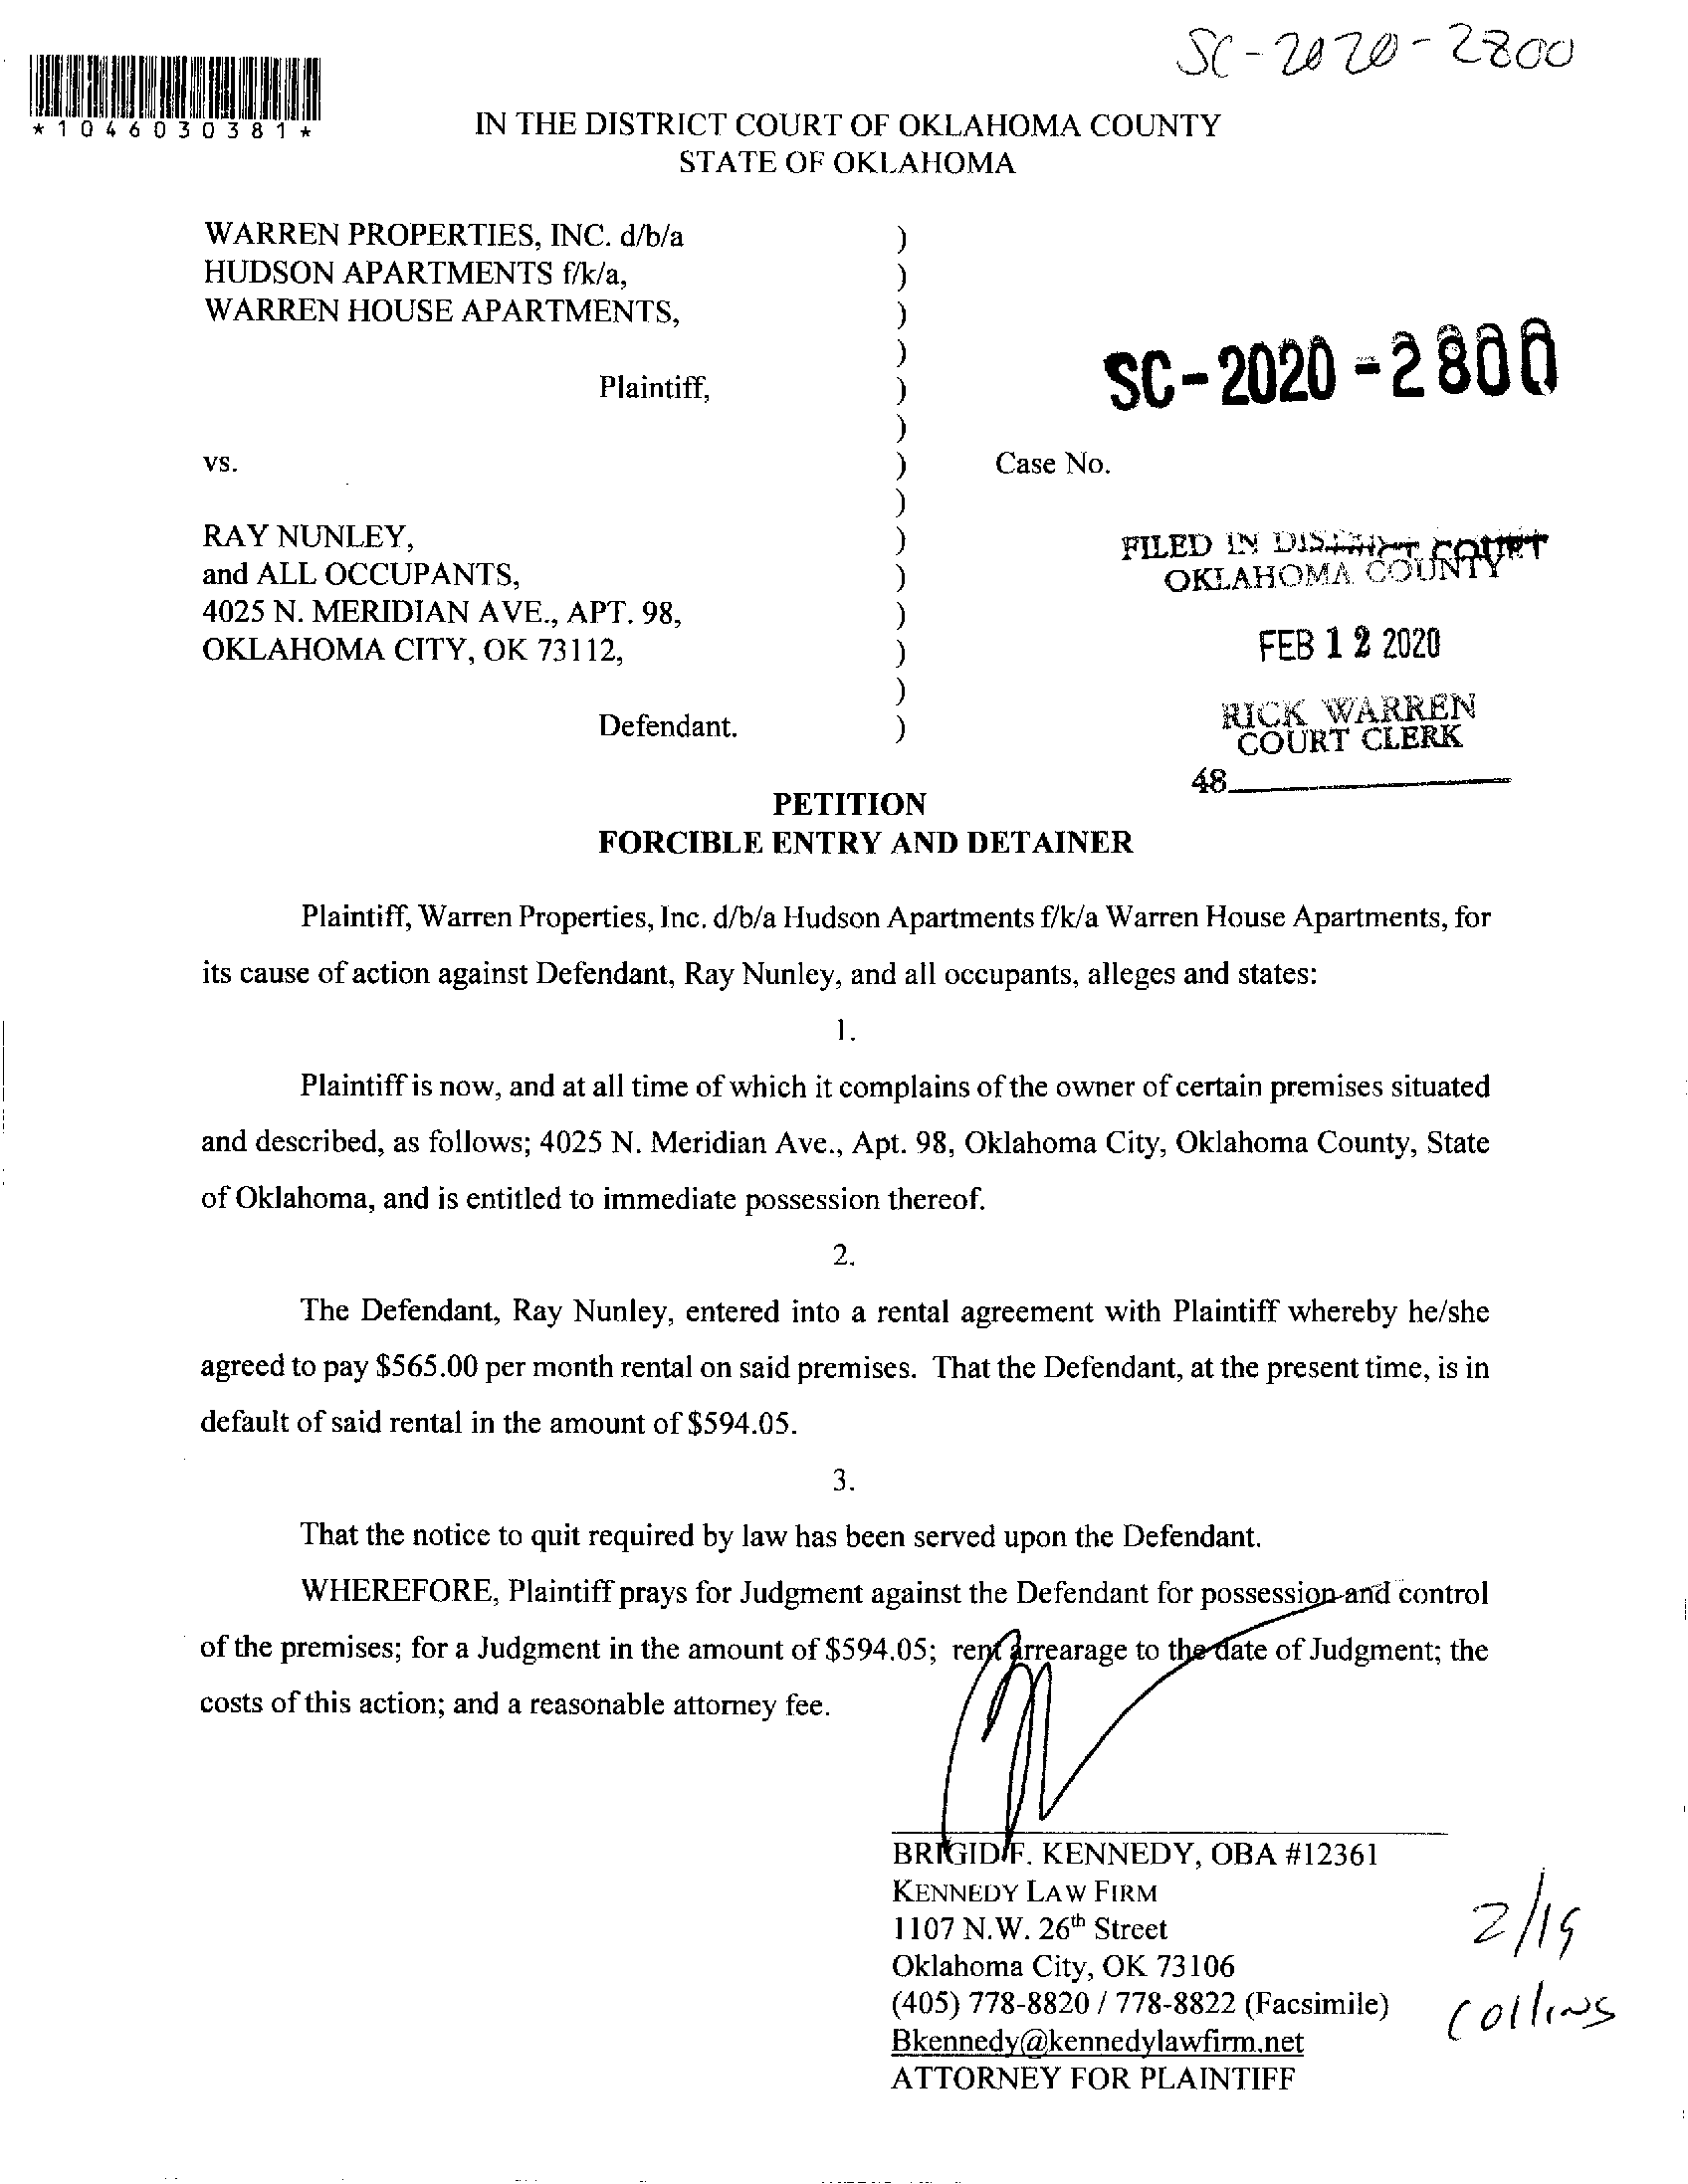 SC-2020-2800
*1046030381*
IN THE DISTRICT COURT OF OKLAHOMA COUNTY
STATE OF OKLAHOMA
WARREN PROPERTIES, INC. d/b/a )
HUDSON APARTMENTS f/k/a, )
WARREN HOUSE APARTMENTS, )
)
SC-2020-2800
Plaintiff, )
)
vs. ) Case No.
)
RAY NUNLEY, )
FILED IN DISTRICT COURT
and ALL OCCUPANTS, )
OKLAHOMA COUNTY
4025 N. MERIDIAN AVE., APT. 98, )
OKLAHOMA CITY, OK 73112, )
FEB 12 2020
)
RICK WARREN
Defendant. )
COURT CLERK
48
PETITION
FORCIBLE ENTRY AND DETAINER
Plaintiff, Warren Properties, Inc. d/b/a Hudson Apartments f/k/a Warren House Apartments, for
its cause of action against Defendant, Ray Nunley, and all occupants, alleges and states:
1.
Plaintiff is now, and at all time of which it complains of the owner of certain premises situated
and described, as follows; 4025 N. Meridian Ave., Apt. 98, Oklahoma City, Oklahoma County, State
of Oklahoma, and is entitled to immediate possession thereof.
2.
The Defendant, Ray Nunley, entered into a rental agreement with Plaintiff whereby he/she
agreed to pay $565.00 per month rental on said premises. That the Defendant, at the present time, is in
default of said rental in the amount of $594.05.
3.
That the notice to quit required by law has been served upon the Defendant.
WHEREFORE, Plaintiff prays for Judgment against the Defendant for possession and control
of the premises; for a Judgment in the amount of $594.05; rent arrearage to the date of Judgment; the
costs of this action; and a reasonable attorney fee.
BRIGID F. KENNEDY, OBA #12361
KENNEDY LAW FIRM
1107 N.W. 26th Street
Oklahoma City, OK 73106
(405) 778-8820 / 778-8822 (Facsimile)
Bkennedy@kennedylawfirm.net
ATTORNEY FOR PLAINTIFF
2/19
Collins